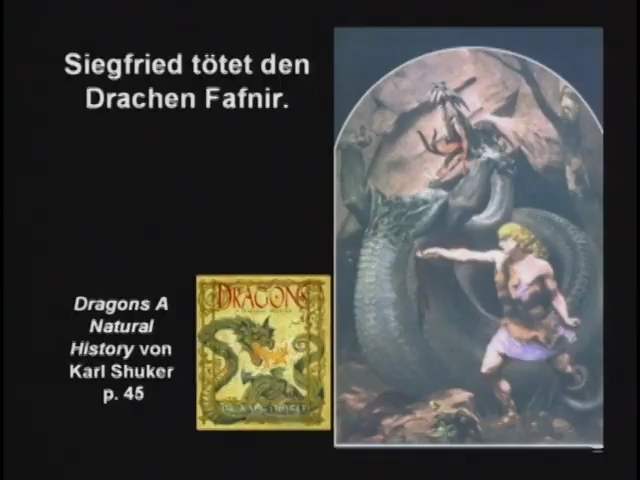 Siegfried tötet den
Drachen Fafnir.
Dragons A
Natural
History von
Karl Shuker
p. 45
DRAGONS